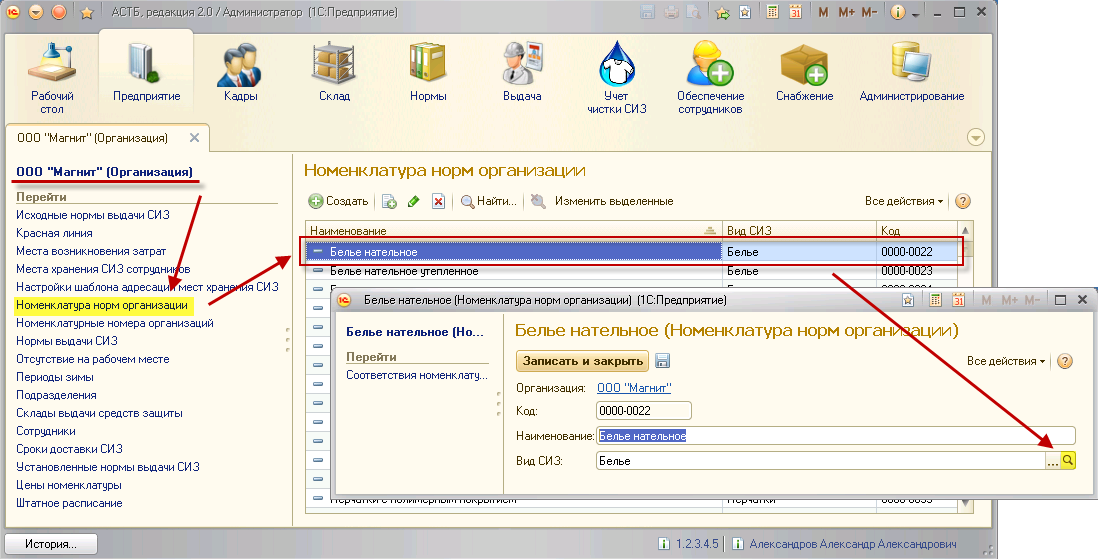 АСТБ, редакция 2.0 / Администратор (1С:Предприятие)
M M+ M-
Рабочий стол
Предприятие
Кадры
Склад
Нормы
Выдача
Учет чистки СИЗ
Обеспечение сотрудников
Снабжение
Администрирование
ООО "Магнит" (Организация)
ООО "Магнит" (Организация)
Перейти
Исходные нормы выдачи СИЗ
Красная линия
Места возникновения затрат
Места хранения СИЗ сотрудников
Настройки шаблона адресации мест хранения СИЗ
Номенклатура норм организации
Номенклатурные номера организаций
Нормы выдачи СИЗ
Отсутствие на рабочем месте
Периоды зимы
Подразделения
Склады выдачи средств защиты
Сотрудники
Сроки доставки СИЗ
Установленные нормы выдачи СИЗ
Цены номенклатуры
Штатное расписание
Номенклатура норм организации
Создать Найти... Изменить выделенные Все действия
Наименование Вид СИЗ Код
Белье нательное Белье 0000-0022
Белье нательное утепленное Белье 0000-0023
Белье нательное (Номенклатура норм организации) (1С:Предприятие)
M M+ M-
Белье нательное (Но...
Перейти
Соответствия номенклату...
Белье нательное (Номенклатура норм организации)
Записать и закрыть Все действия
Организация: ООО "Магнит"
Код: 0000-0022
Наименование: Белье нательное
Вид СИЗ: Белье ...
Перчатки с полимерным покрытием Перчатки
История...
1.2.3.4.5 Александров Александр Александрович